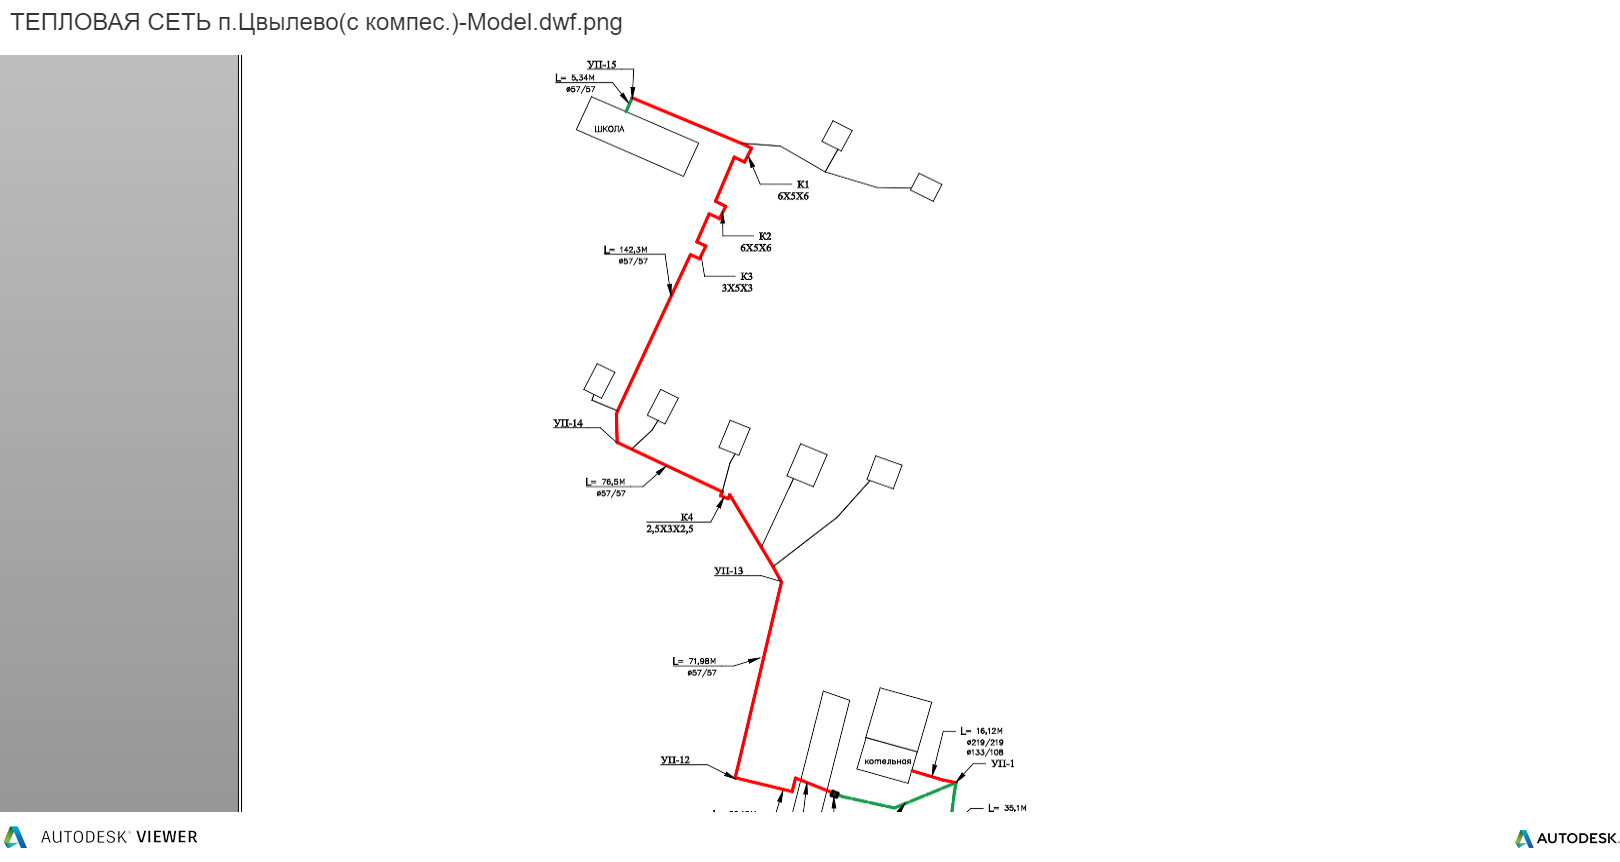 ТЕПЛОВАЯ СЕТЬ п.Цвылево(с компес.)-Model.dwf.png
УП-15
L= 5,34М
ø57/57
ШКОЛА
К1
6Х5Х6
К2
6Х5Х6
L= 142,3М
ø57/57
К3
3Х5Х3
УП-14
L= 76,5М
ø57/57
К4
2,5Х3Х2,5
УП-13
L= 71,98М
ø57/57
L= 16,12М
ø219/219
ø133/108
УП-1
котельная
УП-12
L= 35,1М
AUTODESK® VIEWER
AUTODESK.